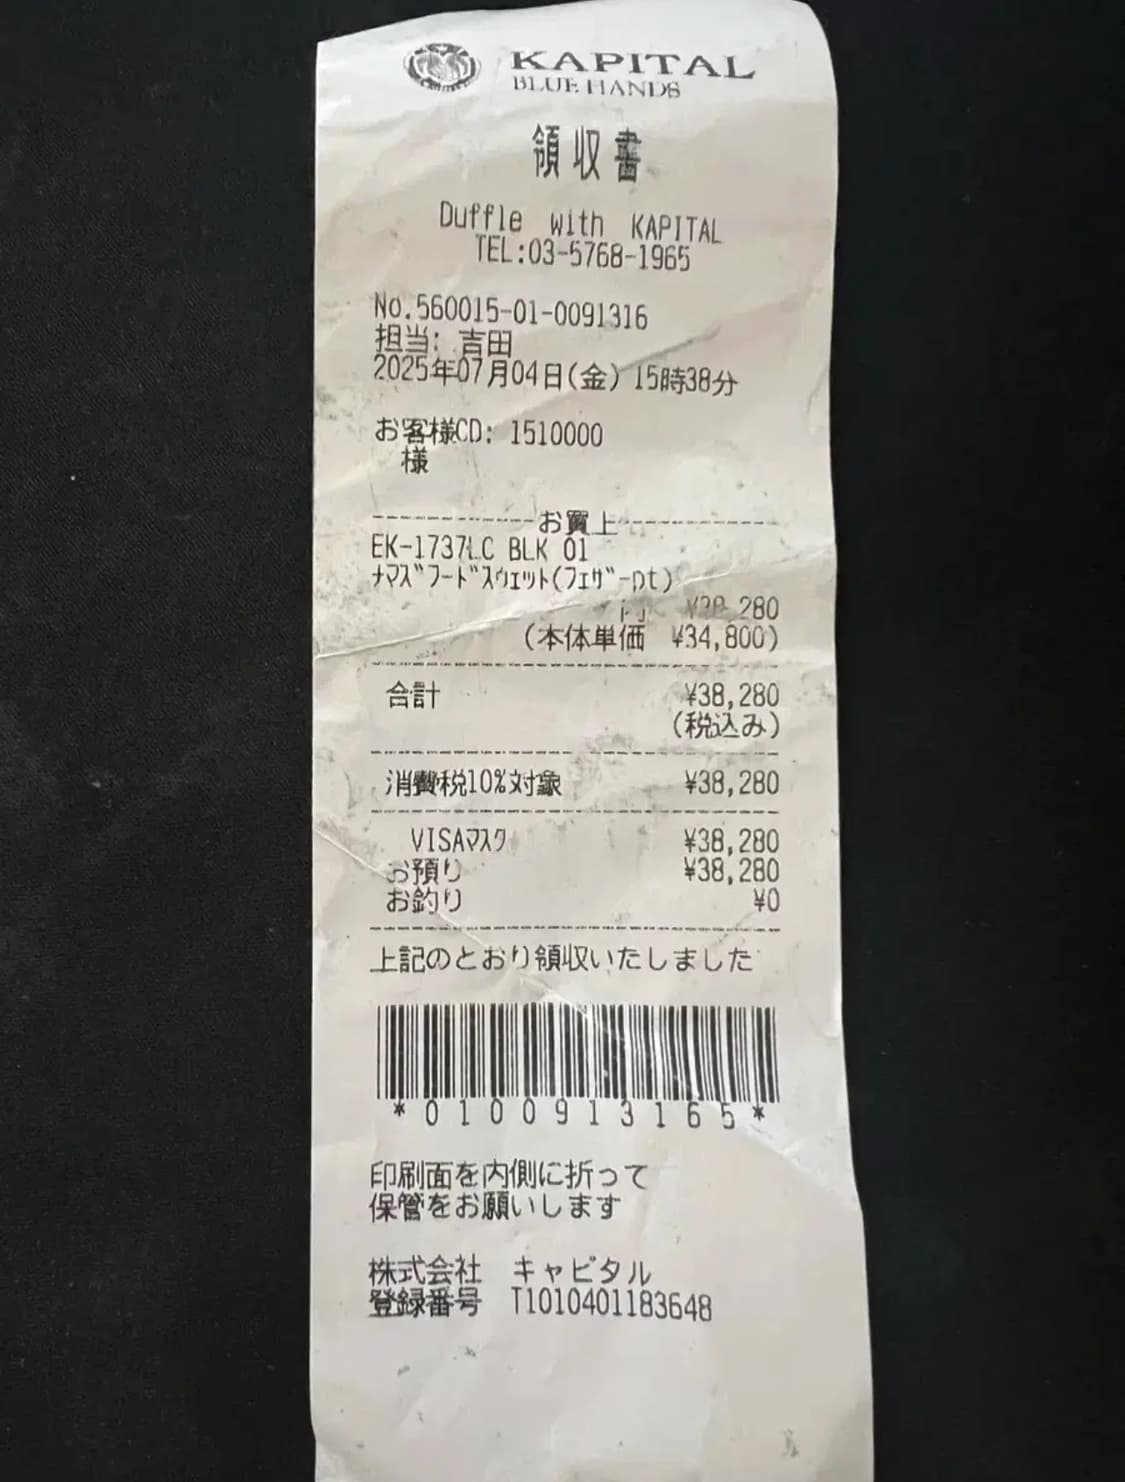 KAPITAL
BLUE HANDS
領収書
Duffle with KAPITAL
TEL:03-5768-1965
No.560015-01-0091316
担当: 吉田
2025年07月04日(金) 15時38分
お客様CD: 1510000
様
お買上
EK-1737LC BLK 01
ﾅﾏｽﾞﾌｰﾄﾞｽｳｪｯﾄ(ﾌｪｻﾞｰpt)
280
(本体単価 ¥34,800)
合計 ¥38,280
(税込み)
消費税10%対象 ¥38,280
VISAﾏｽﾀ ¥38,280
お預り ¥38,280
お釣り ¥0
上記のとおり領収いたしました
*0100913165*
印刷面を内側に折って
保管をお願いします
株式会社 キャピタル
登録番号 T1010401183648